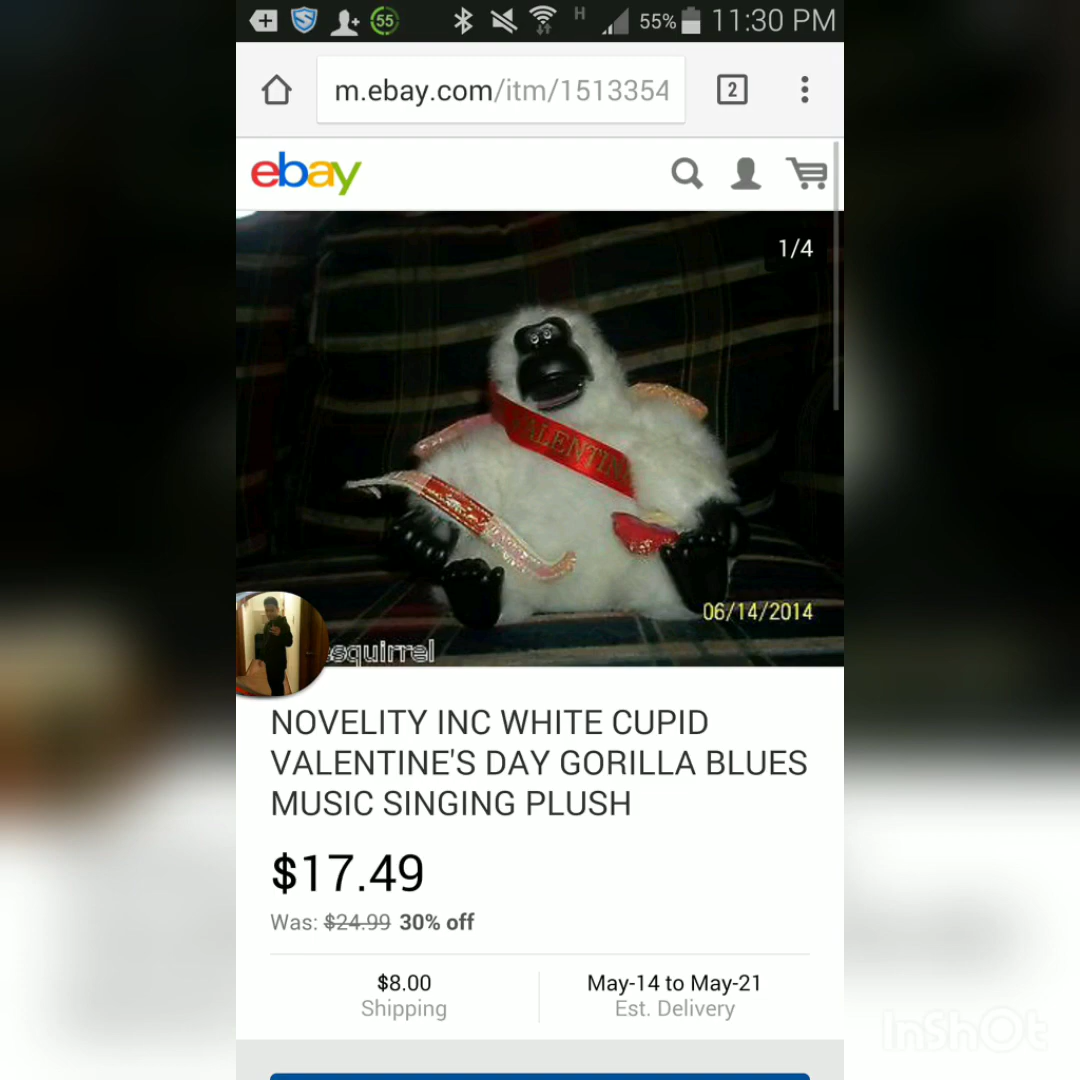 55 H 55% 11:30 PM
m.ebay.com/itm/1513354
2
ebay
1/4
VALENTIN
06/14/2014
squirrel
NOVELITY INC WHITE CUPID
VALENTINE'S DAY GORILLA BLUES
MUSIC SINGING PLUSH
$17.49
Was: $24.99 30% off
$8.00 May-14 to May-21
Shipping Est. Delivery
InShOt